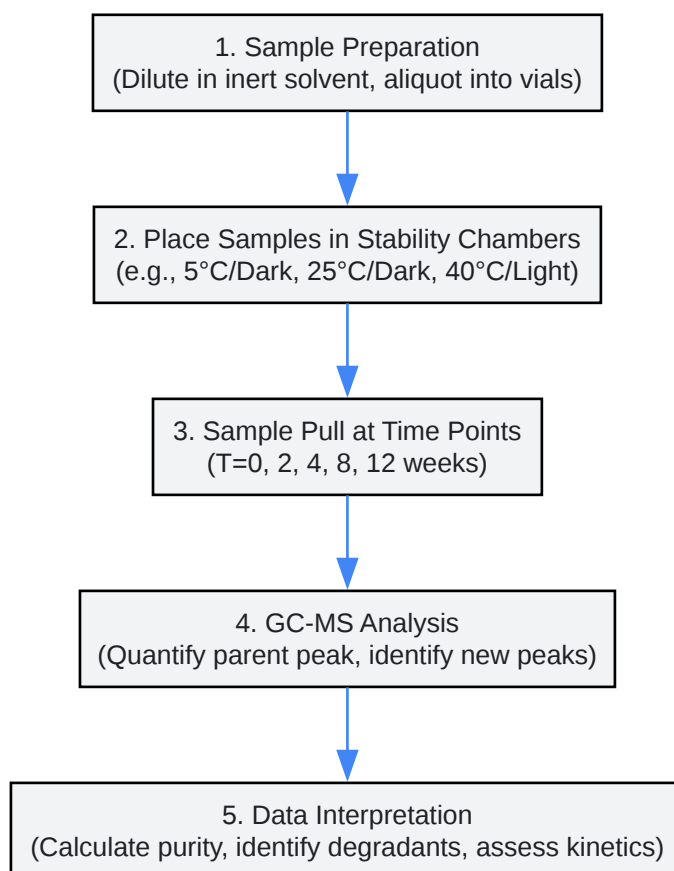 1. Sample Preparation
(Dilute in inert solvent, aliquot into vials)
2. Place Samples in Stability Chambers
(e.g., 5°C/Dark, 25°C/Dark, 40°C/Light)
3. Sample Pull at Time Points
(T=0, 2, 4, 8, 12 weeks)
4. GC-MS Analysis
(Quantify parent peak, identify new peaks)
5. Data Interpretation
(Calculate purity, identify degradants, assess kinetics)